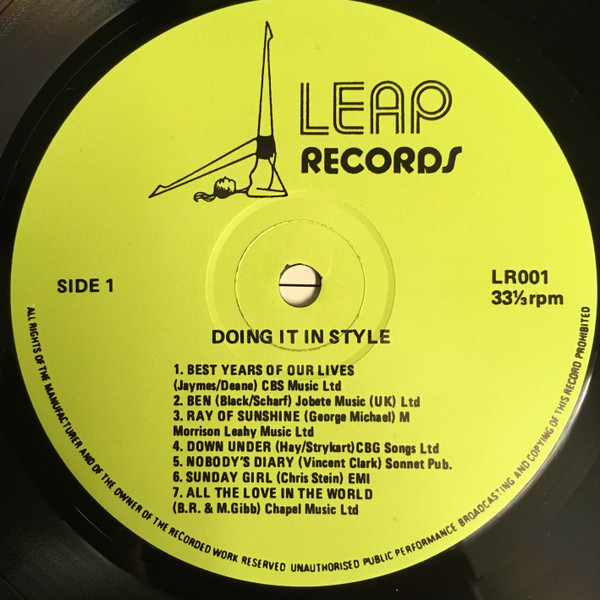 LEAP
RECORDS
SIDE 1
LR001
33⅓rpm
DOING IT IN STYLE
1. BEST YEARS OF OUR LIVES
(Jaymes/Deane) CBS Music Ltd
2. BEN (Black/Scharf) Jobete Music (UK) Ltd
3. RAY OF SUNSHINE (George Michael) M
Morrison Leahy Music Ltd
4. DOWN UNDER (Hay/Strykart)CBG Songs Ltd
5. NOBODY'S DIARY (Vincent Clark) Sonnet Pub.
6. SUNDAY GIRL (Chris Stein) EMI
7. ALL THE LOVE IN THE WORLD
(B.R. & M.Gibb) Chapel Music Ltd
ALL RIGHTS OF THE MANUFACTURER AND OF THE OWNER OF THE RECORDED WORK RESERVED UNAUTHORISED PUBLIC PERFORMANCE BROADCASTING AND COPYING OF THIS RECORD PROHIBITED